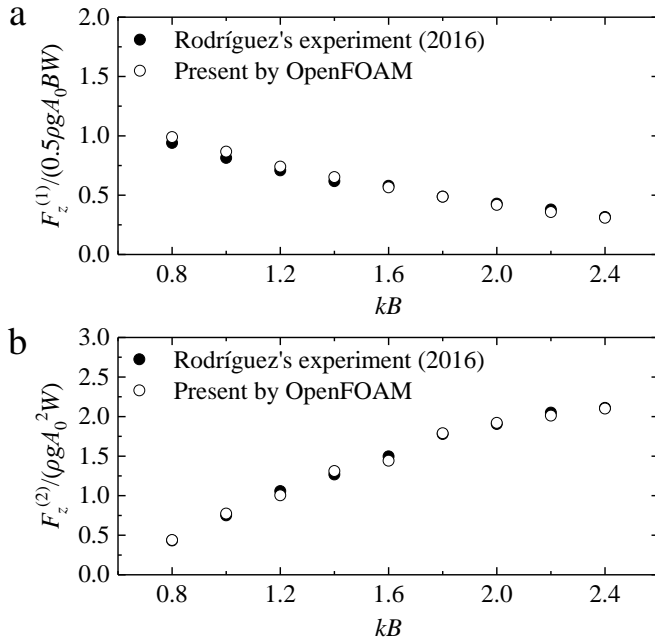 a
2.0
Rodríguez's experiment (2016)
Present by OpenFOAM
1.5
1.0
0.5
0.0
F_z^(1)/(0.5ρgA_0BW)
0.8 1.2 1.6 2.0 2.4
kB
b
3.0
Rodríguez's experiment (2016)
2.5
Present by OpenFOAM
2.0
1.5
1.0
0.5
0.0
F_z^(2)/(ρgA_0^2W)
0.8 1.2 1.6 2.0 2.4
kB